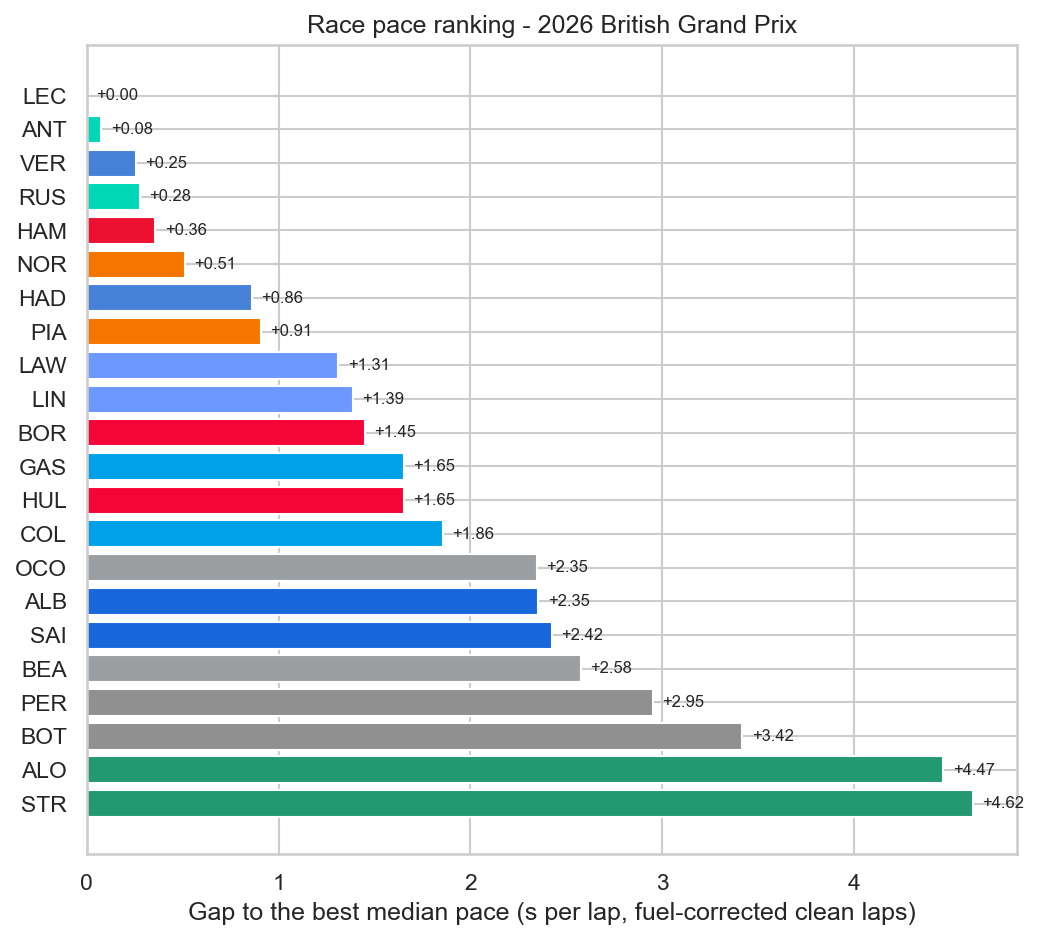 Race pace ranking - 2026 British Grand Prix
LEC +0.00
ANT +0.08
VER +0.25
RUS +0.28
HAM +0.36
NOR +0.51
HAD +0.86
PIA +0.91
LAW +1.31
LIN +1.39
BOR +1.45
GAS +1.65
HUL +1.65
COL +1.86
OCO +2.35
ALB +2.35
SAI +2.42
BEA +2.58
PER +2.95
BOT +3.42
ALO +4.47
STR +4.62
0 1 2 3 4
Gap to the best median pace (s per lap, fuel-corrected clean laps)